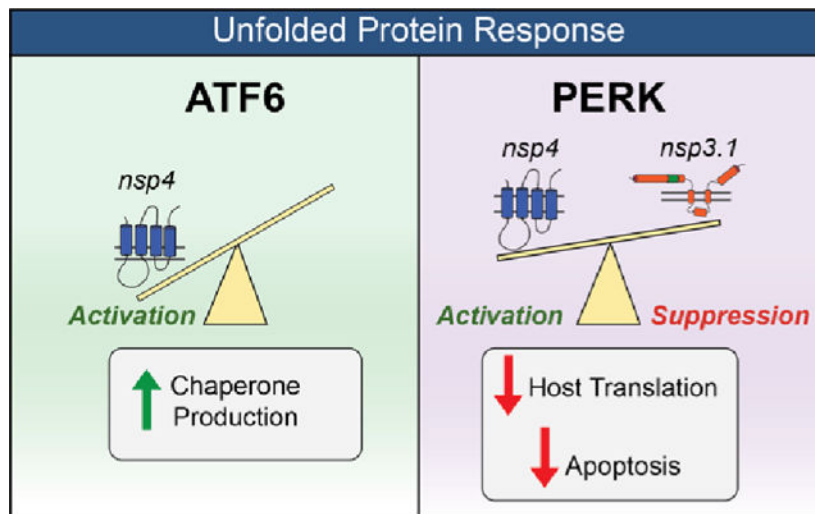 Unfolded Protein Response
ATF6
nsp4
Activation
Chaperone
Production
PERK
nsp4
nsp3.1
Activation
Suppression
Host Translation
Apoptosis